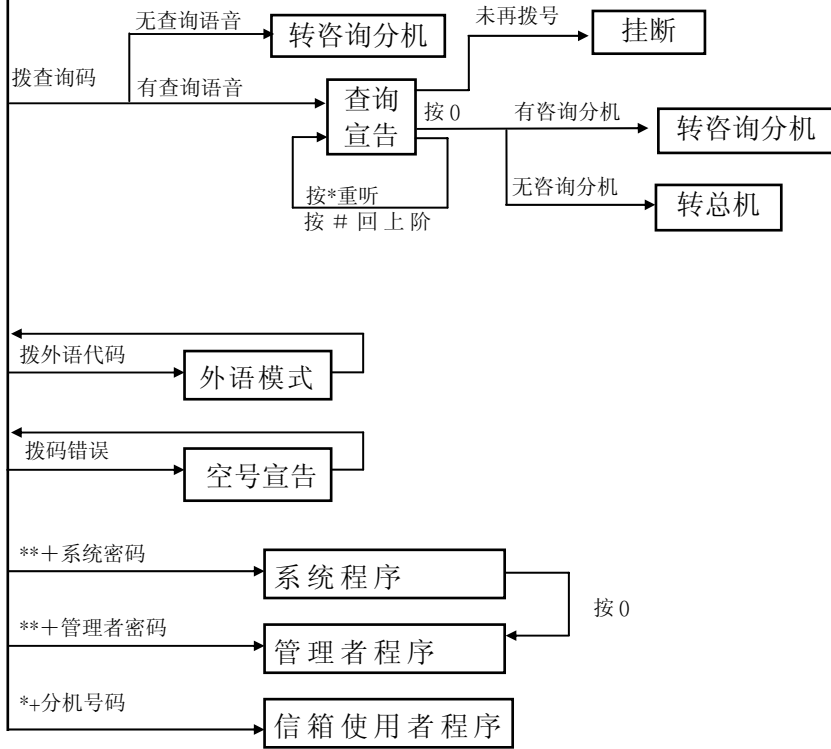 无查询语音
转咨询分机
未再拨号
挂断
拨查询码
有查询语音
查询
宣告
按0
有咨询分机
转咨询分机
无咨询分机
转总机
按*重听
按＃回上阶
拨外语代码
外语模式
拨码错误
空号宣告
**＋系统密码
系统程序
按0
**＋管理者密码
管理者程序
*+分机号码
信箱使用者程序